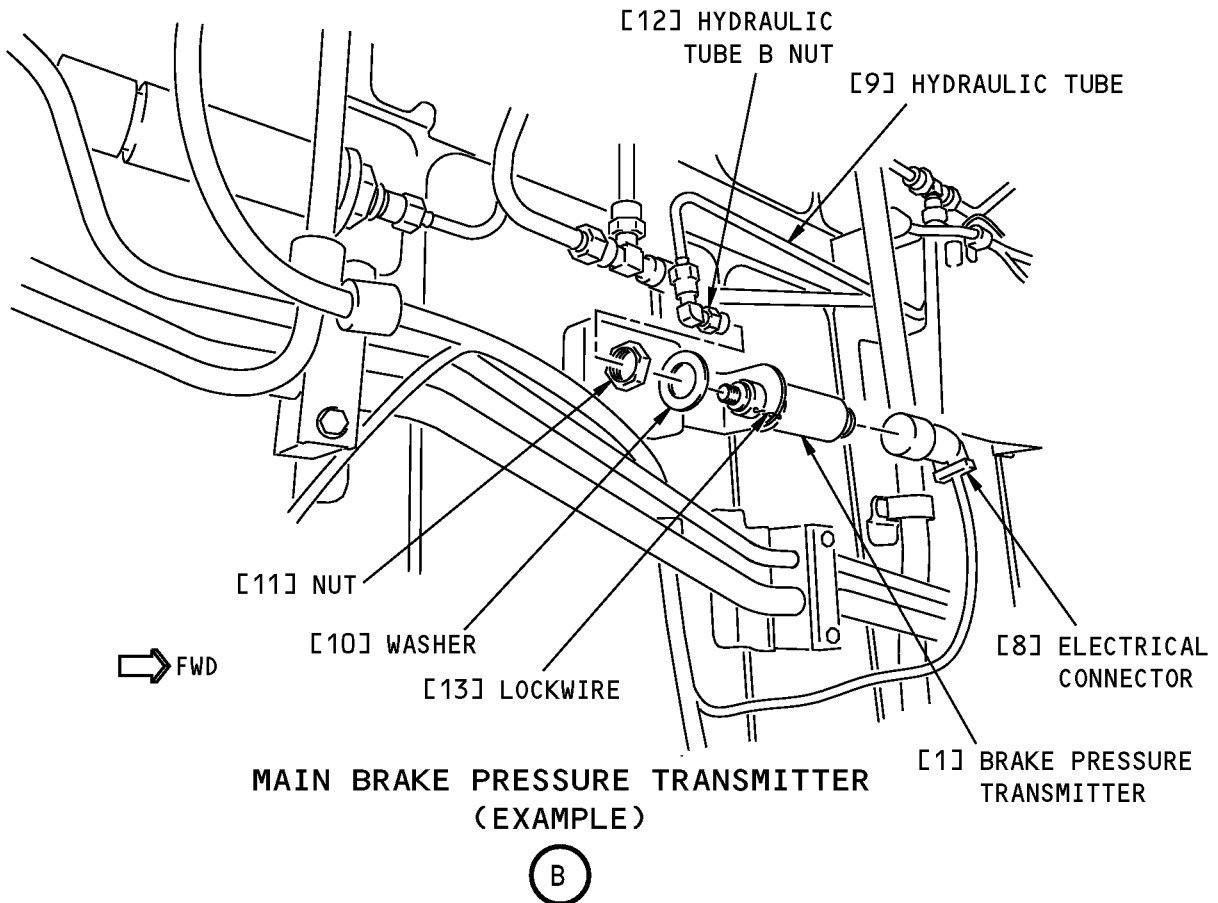 [12] HYDRAULIC
TUBE B NUT
[9] HYDRAULIC TUBE
[11] NUT
[10] WASHER
[13] LOCKWIRE
FWD
[8] ELECTRICAL
CONNECTOR
[1] BRAKE PRESSURE
TRANSMITTER
MAIN BRAKE PRESSURE TRANSMITTER
(EXAMPLE)
B